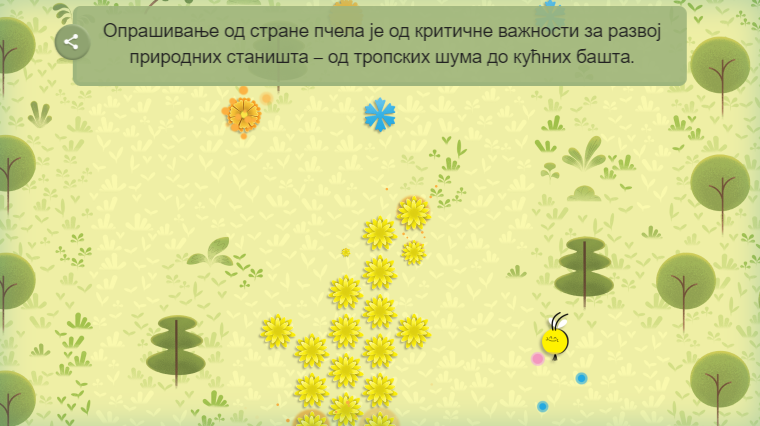 Опрашивање од стране пчела је од критичне важности за развој
природних станишта – од тропских шума до кућних башта.